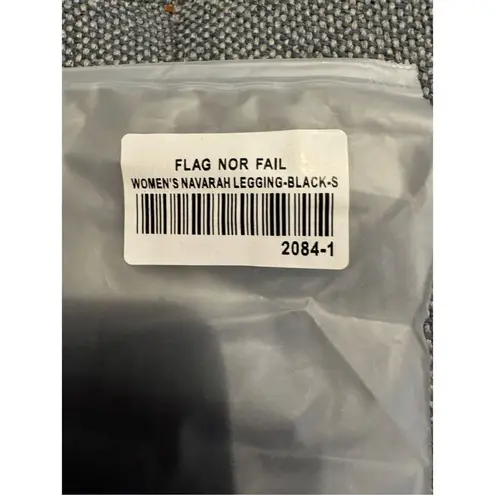 FLAG NOR FAIL
WOMEN'S NAVARAH LEGGING-BLACK-S
2084-1